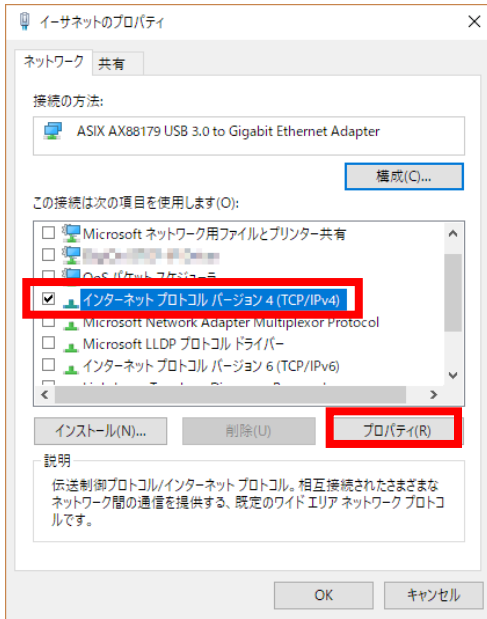 イーサネットのプロパティ
ネットワーク 共有
接続の方法:
ASIX AX88179 USB 3.0 to Gigabit Ethernet Adapter
構成(C)...
この接続は次の項目を使用します(O):
Microsoft ネットワーク用ファイルとプリンター共有
QoS パケット スケジューラ
インターネット プロトコル バージョン 4 (TCP/IPv4)
Microsoft Network Adapter Multiplexor Protocol
Microsoft LLDP プロトコル ドライバー
インターネット プロトコル バージョン 6 (TCP/IPv6)
インストール(N)... 削除(U) プロパティ(R)
説明
伝送制御プロトコル/インターネット プロトコル。相互接続されたさまざまな
ネットワーク間の通信を提供する、既定のワイド エリア ネットワーク プロトコ
ルです。
OK キャンセル